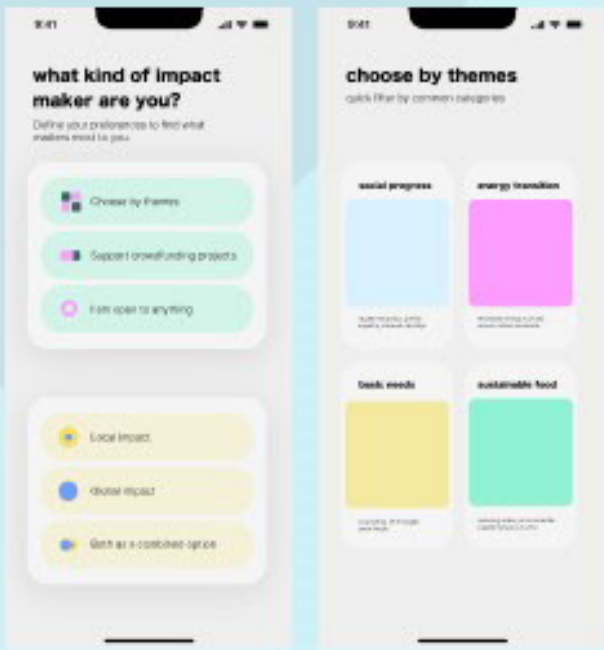 9:41
what kind of impact
maker are you?
Define your preferences to find what
matters most to you.
Choose by themes
Support crowdfunding projects
I am open to anything
Local impact
Global impact
Both as a combined option
9:41
choose by themes
quick filter by common categories
social progress
energy transition
basic needs
sustainable food